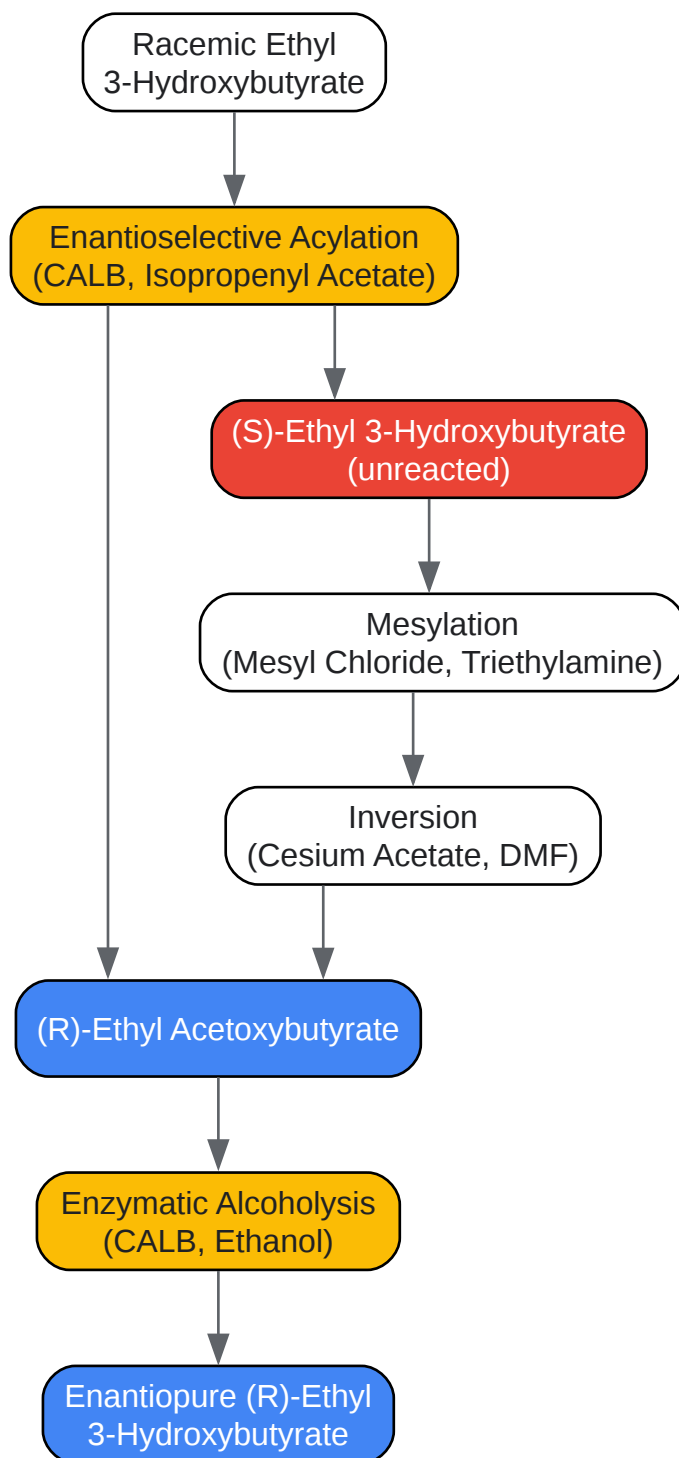 Racemic Ethyl
3-Hydroxybutyrate
Enantioselective Acylation
(CALB, Isopropenyl Acetate)
(S)-Ethyl 3-Hydroxybutyrate
(unreacted)
Mesylation
(Mesyl Chloride, Triethylamine)
Inversion
(Cesium Acetate, DMF)
(R)-Ethyl Acetoxybutyrate
Enzymatic Alcoholysis
(CALB, Ethanol)
Enantiopure (R)-Ethyl
3-Hydroxybutyrate